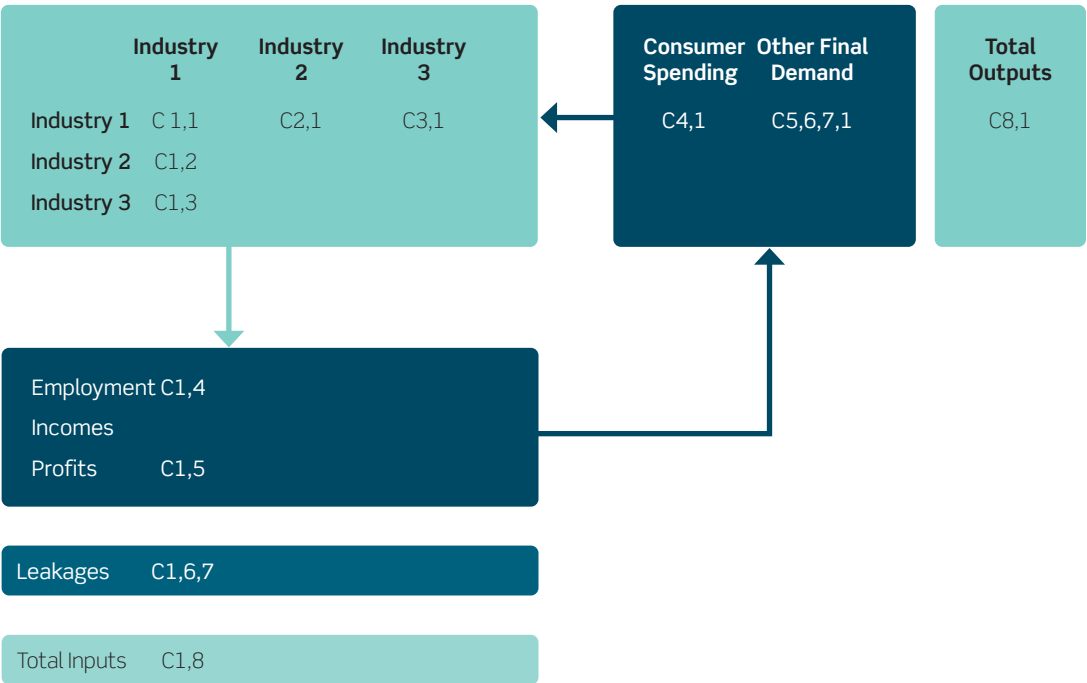 Industry 1 Industry 2 Industry 3
Industry 1 C 1,1 C2,1 C3,1
Industry 2 C1,2
Industry 3 C1,3
Consumer Spending Other Final Demand
C4,1 C5,6,7,1
Total Outputs
C8,1
Employment C1,4
Incomes
Profits C1,5
Leakages C1,6,7
Total Inputs C1,8